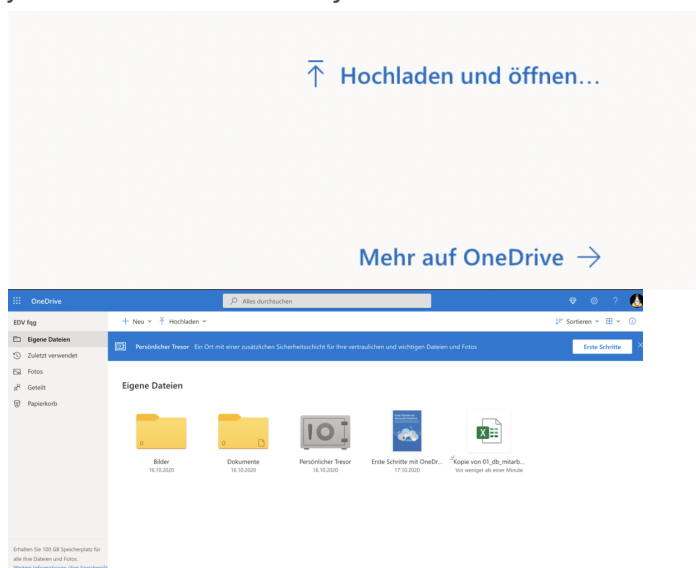 Hochladen und öffnen...
Mehr auf OneDrive
OneDrive
Alles durchsuchen
?
EDV fiqg
Neu
Hochladen
Sortieren
Eigene Dateien
Zuletzt verwendet
Fotos
Geteilt
Papierkorb
Persönlicher Tresor Ein Ort mit einer zusätzlichen Sicherheitsschicht für Ihre vertraulichen und wichtigen Dateien und Fotos
Erste Schritte
Eigene Dateien
0
0
Bilder
16.10.2020
Dokumente
16.10.2020
Persönlicher Tresor
16.10.2020
Erste Schritte mit OneDr...
17.10.2020
Kopie von 01_db_mitarb...
Vor weniger als einer Minute
Erhalten Sie 100 GB Speicherplatz für
alle Ihre Dateien und Fotos.